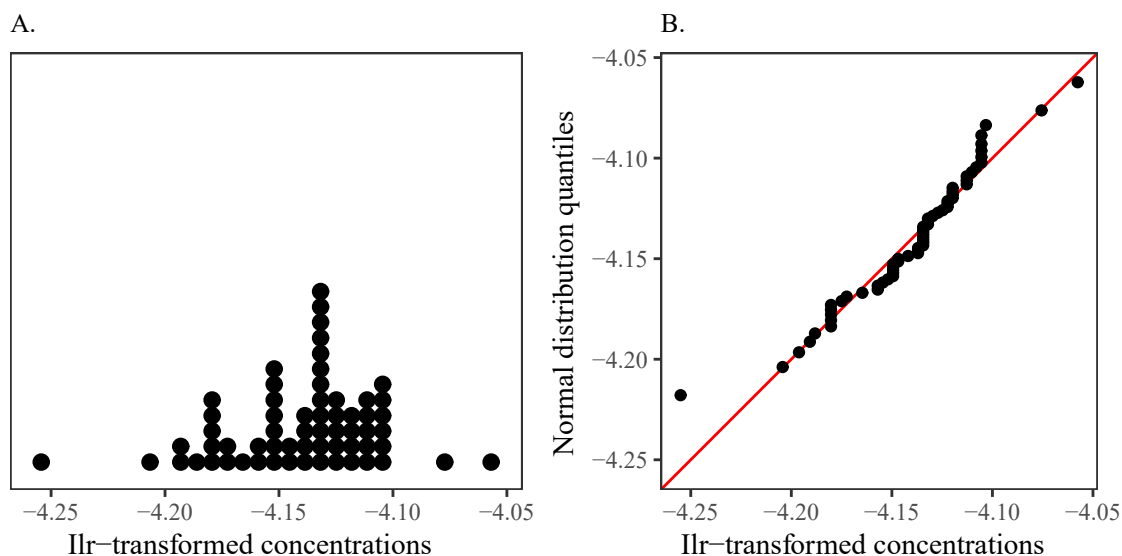 A.
−4.25 −4.20 −4.15 −4.10 −4.05
Ilr−transformed concentrations
B.
Normal distribution quantiles
−4.05
−4.10
−4.15
−4.20
−4.25
−4.25 −4.20 −4.15 −4.10 −4.05
Ilr−transformed concentrations